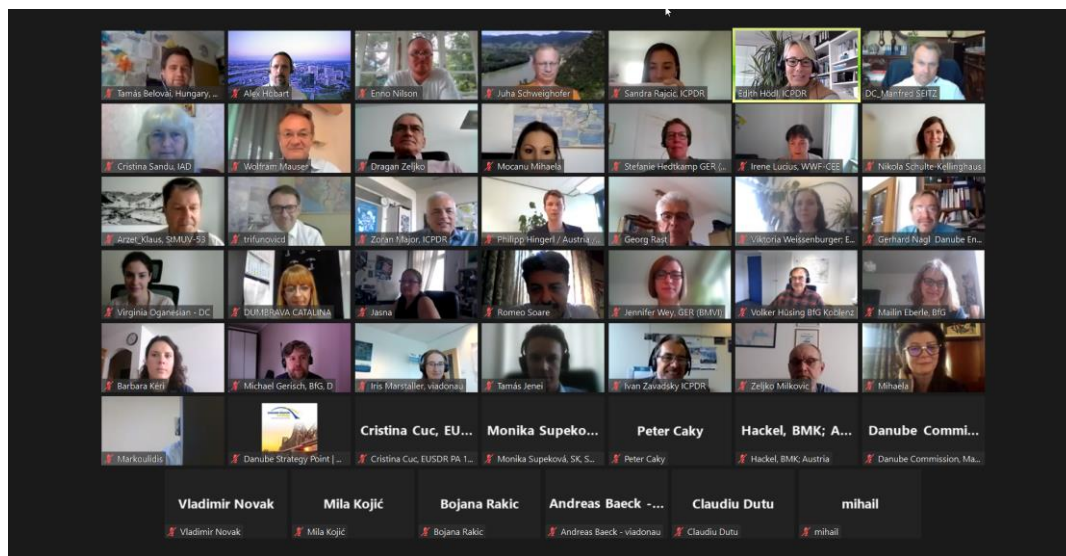 Tamás Belovai, Hungary, ...
Alex Hobart
Enno Nilson
Juha Schweighofer
Sandra Rajcic, ICPDR
Edith Hödl, ICPDR
DC_Manfred SEITZ
Cristina Sandu, IAD
Wolfram Mauser
Dragan Zeljko
Mocanu Mihaela
Stefanie Hedtkamp GER (...
Irene Lucius, WWF-CEE
Nikola Schulte-Kellinghaus
Arzet_Klaus, StMUV-53
trifunovicd
Zoran Major, ICPDR
Philipp Hingerl / Austria /...
Georg Rast
Viktoria Weissenburger, E...
Gerhard Nagl Danube En...
Virginia Oganesian - DC
DUMBRAVA CATALINA
Jasna
Romeo Soare
Jennifer Wey, GER (BMVI)
Volker Hüsing BfG Koblenz
Mailin Eberle, BfG
Barbara Kéri
Michael Gerisch, BfG, D
Iris Marstaller, viadonau
Tamás Jenei
Ivan Zavadsky ICPDR
Zeljko Milkovic
Mihaela
Markoulidis
Danube Strategy Point | ...
Cristina Cuc, EU...
Cristina Cuc, EUSDR PA 1...
Monika Supeko...
Monika Supeková, SK, S...
Peter Caky
Peter Caky
Hackel, BMK; A...
Hackel, BMK; Austria
Danube Commi...
Danube Commission, Ma...
Vladimir Novak
Vladimir Novak
Mila Kojić
Mila Kojić
Bojana Rakic
Bojana Rakic
Andreas Baeck -...
Andreas Baeck - viadonau
Claudiu Dutu
Claudiu Dutu
mihail
mihail